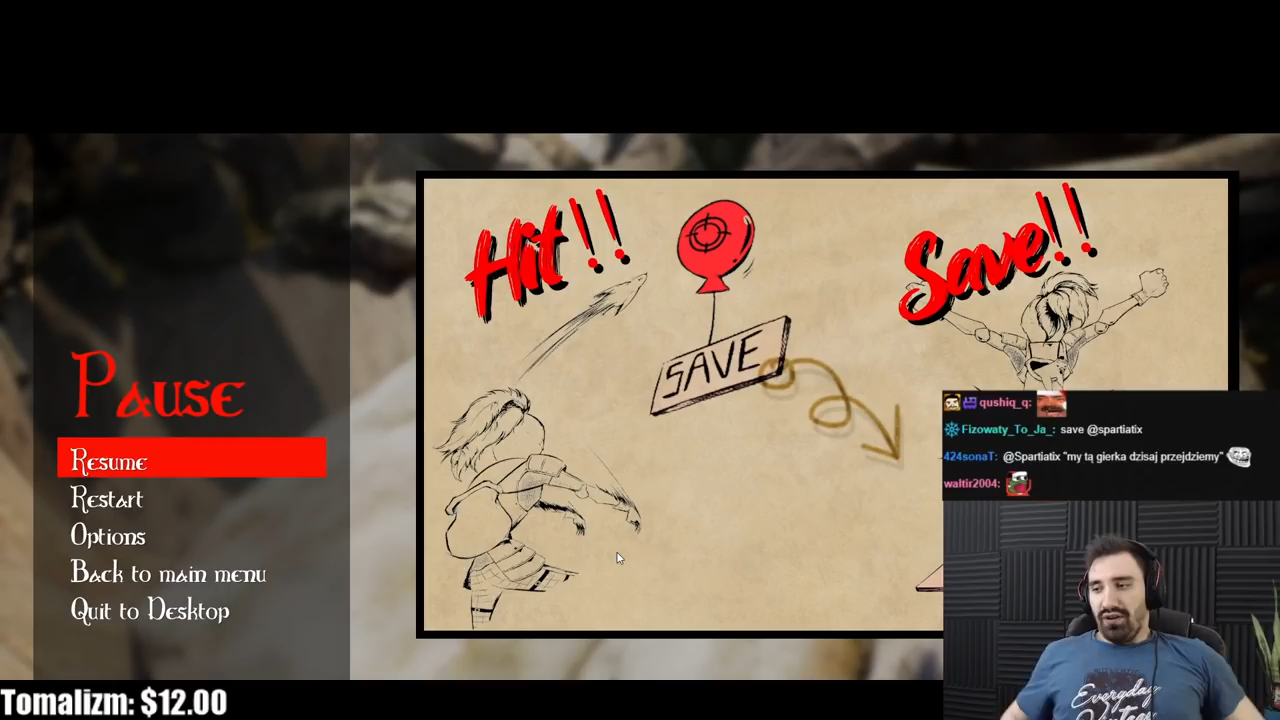 Hit!!
SAVE
Save!!
Pause
Resume
Restart
Options
Back to main menu
Quit to Desktop
qushiq_q:
Fizowaty_To_Ja_: save @spartiatix
424sonaT: @Spartiatix "my tą gierka dzisaj przejdziemy"
waltir2004:
Everyday
Tomalizm: $12.00